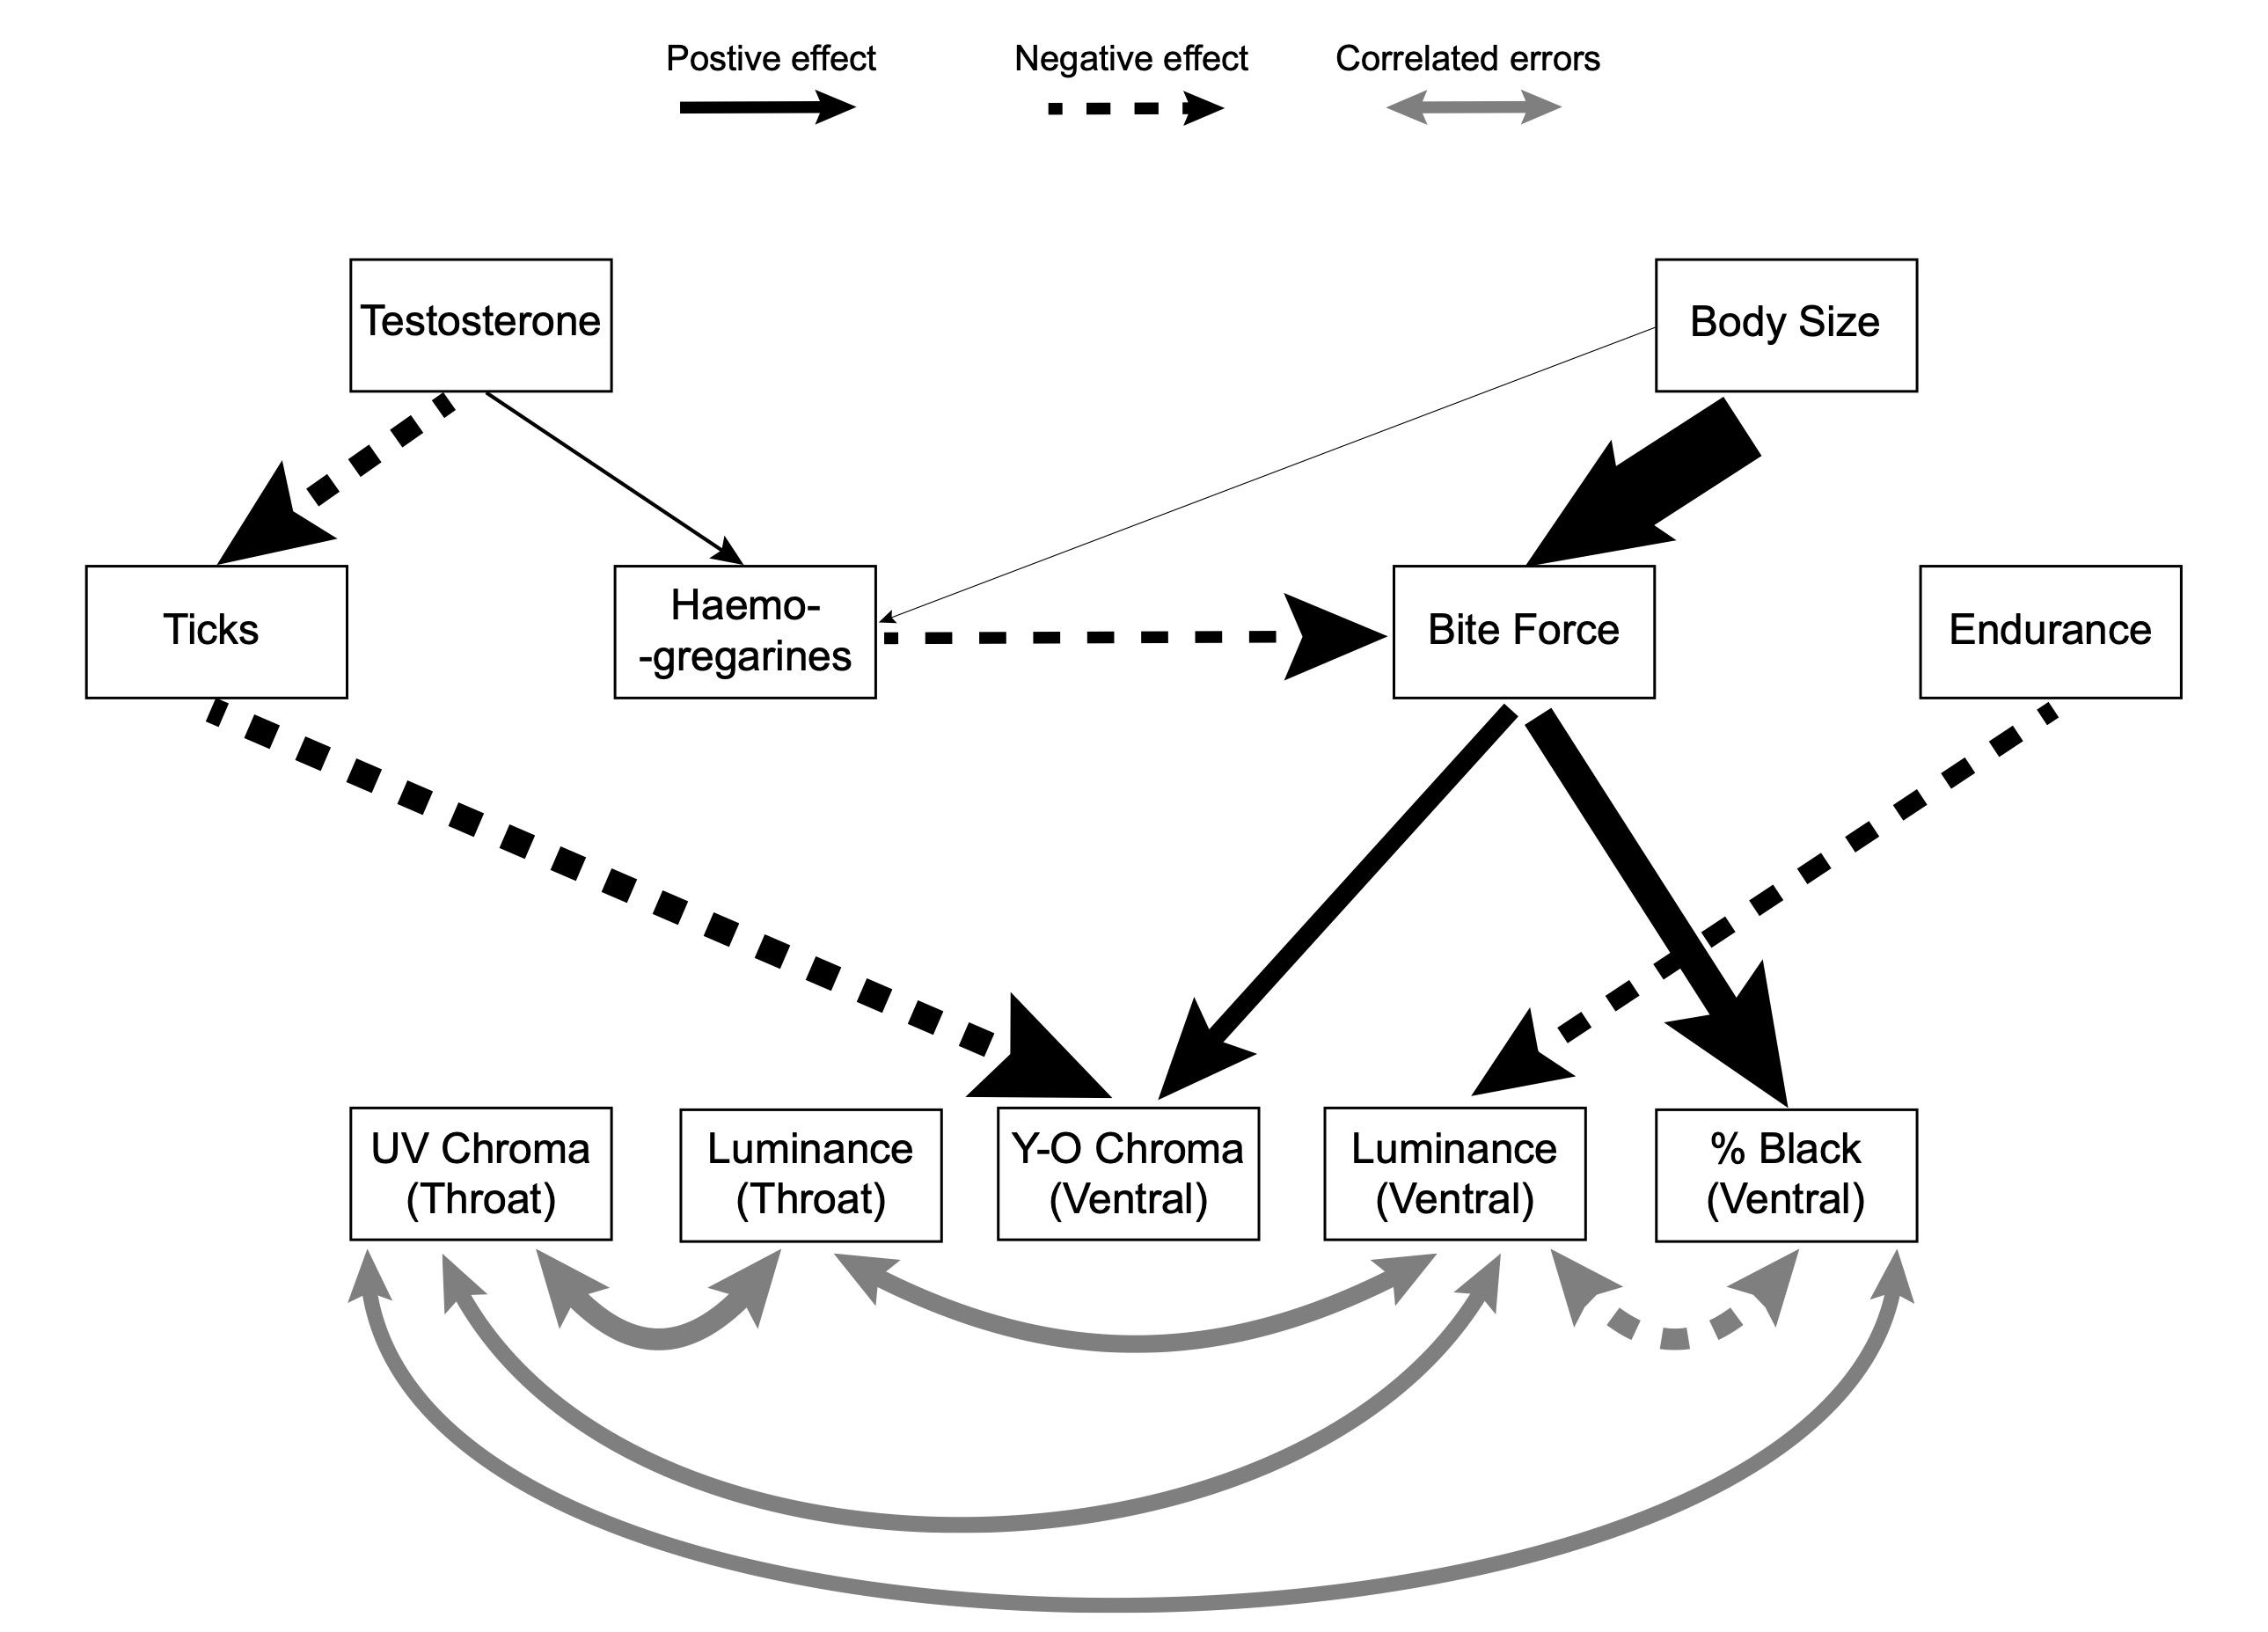 Postive effect
Negative effect
Correlated errors
Testosterone
Body Size
Ticks
Haemo-
-gregarines
Bite Force
Endurance
UV Chroma
(Throat)
Luminance
(Throat)
Y-O Chroma
(Ventral)
Luminance
(Ventral)
% Black
(Ventral)